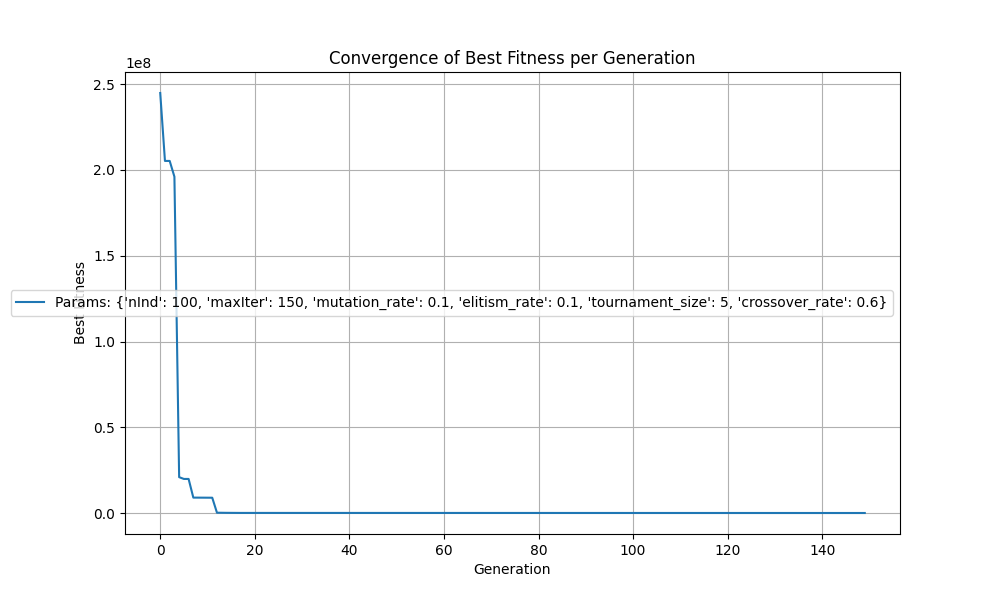 Convergence of Best Fitness per Generation
1e8
2.5
2.0
1.5
Params: {'nInd': 100, 'maxIter': 150, 'mutation_rate': 0.1, 'elitism_rate': 0.1, 'tournament_size': 5, 'crossover_rate': 0.6}
Best Fitness
1.0
0.5
0.0
0 20 40 60 80 100 120 140
Generation